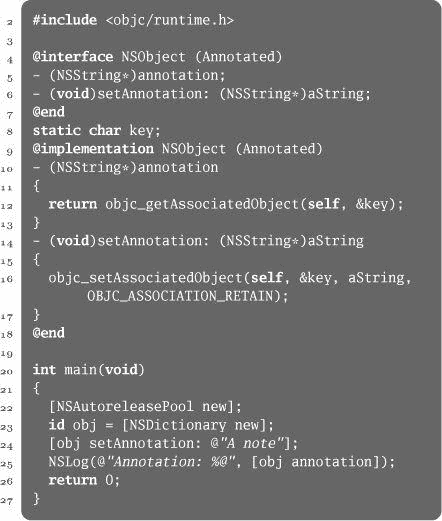 2 #include <objc/runtime.h>
3
4 @interface NSObject (Annotated)
5 - (NSString*)annotation;
6 - (void)setAnnotation: (NSString*)aString;
7 @end
8 static char key;
9 @implementation NSObject (Annotated)
10 - (NSString*)annotation
11 {
12   return objc_getAssociatedObject(self, &key);
13 }
14 - (void)setAnnotation: (NSString*)aString
15 {
16   objc_setAssociatedObject(self, &key, aString,
        OBJC_ASSOCIATION_RETAIN);
17 }
18 @end
19
20 int main(void)
21 {
22   [NSAutoreleasePool new];
23   id obj = [NSDictionary new];
24   [obj setAnnotation: @"A note"];
25   NSLog(@"Annotation: %@", [obj annotation]);
26   return 0;
27 }